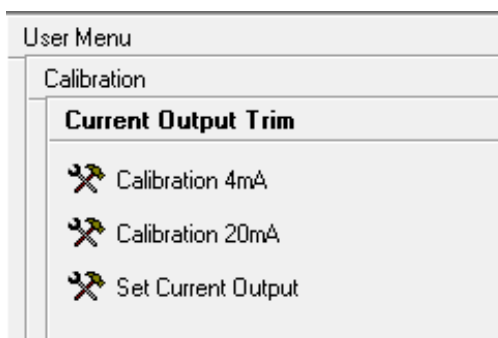 User Menu
Calibration
Current Output Trim
Calibration 4mA
Calibration 20mA
Set Current Output